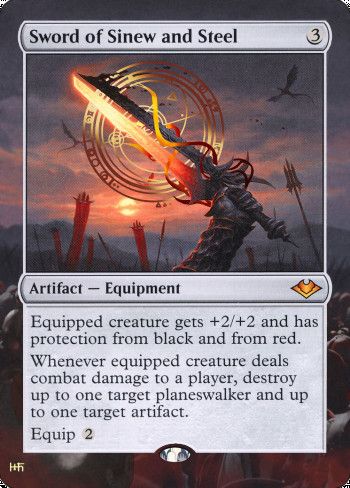 Sword of Sinew and Steel 3
Artifact — Equipment
Equipped creature gets +2/+2 and has
protection from black and from red.
Whenever equipped creature deals
combat damage to a player, destroy
up to one target planeswalker and up
to one target artifact.
Equip 2